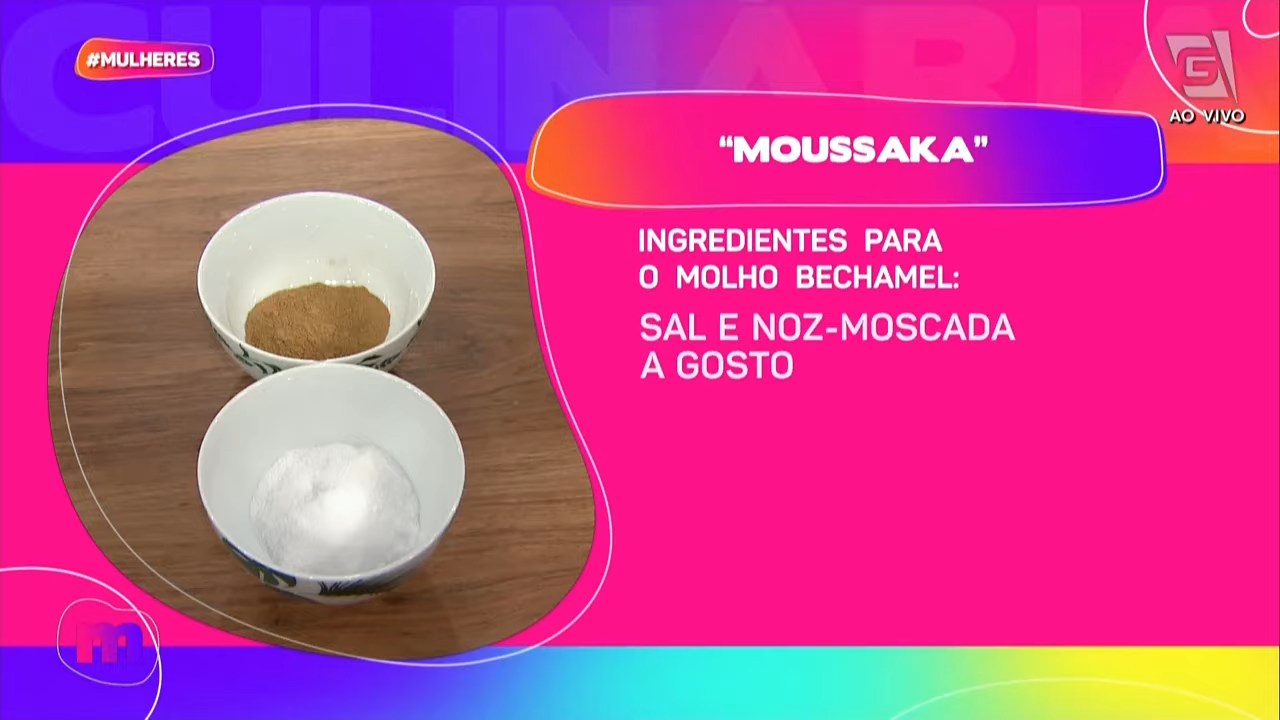 CULINÁRIA
#MULHERES
G
AO VIVO
“MOUSSAKA”
INGREDIENTES PARA
O MOLHO BECHAMEL:
SAL E NOZ-MOSCADA
A GOSTO
m